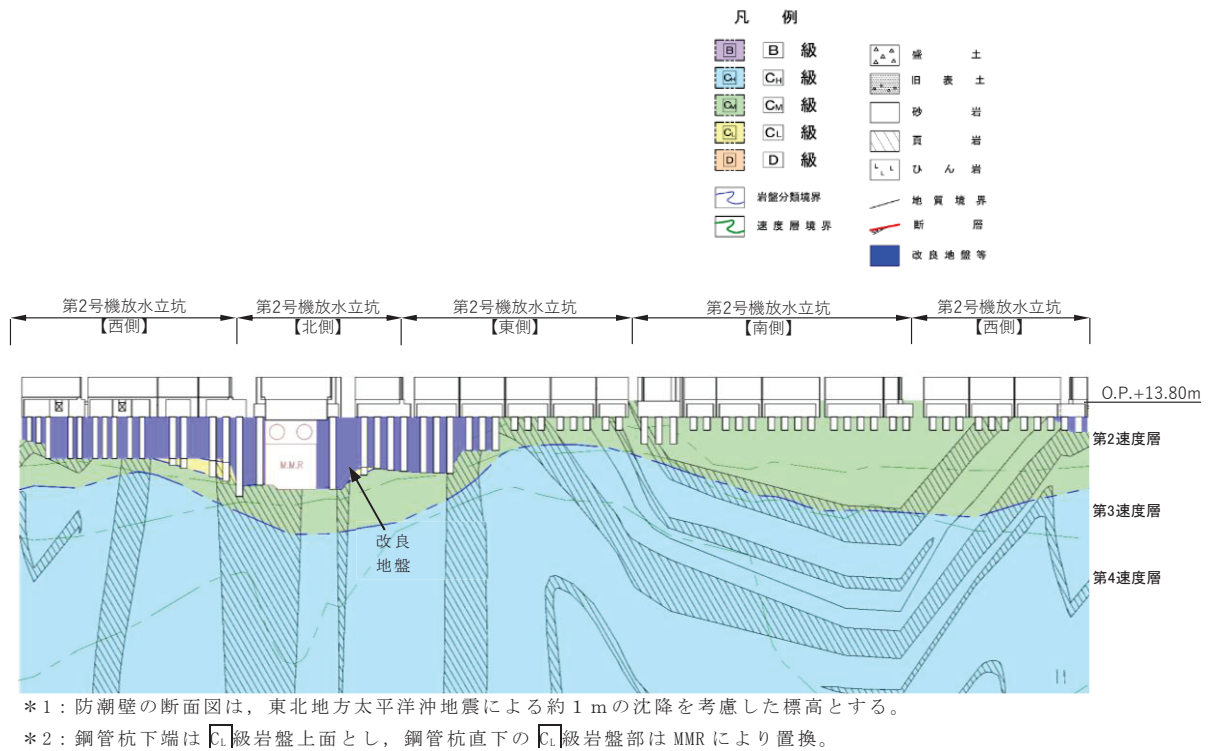 凡 例
B B 級
CH CH 級
CM CM 級
CL CL 級
D D 級
岩盤分類境界
速度層境界
盛土
旧表土
砂岩
頁岩
ひん岩
地質境界
断層
改良地盤等
第2号機放水立坑
【西側】
第2号機放水立坑
【北側】
第2号機放水立坑
【東側】
第2号機放水立坑
【南側】
第2号機放水立坑
【西側】
O.P.+13.80m
第2速度層
M.M.R
第3速度層
改良
地盤
第4速度層
*1:防潮壁の断面図は,東北地方太平洋沖地震による約1mの沈降を考慮した標高とする。
*2:鋼管杭下端はCL級岩盤上面とし,鋼管杭直下のCL級岩盤部はMMRにより置換。